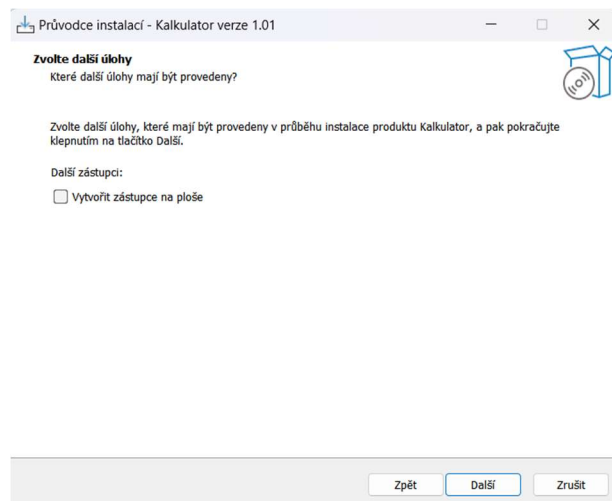 Průvodce instalací - Kalkulator verze 1.01
Zvolte další úlohy
Které další úlohy mají být provedeny?
Zvolte další úlohy, které mají být provedeny v průběhu instalace produktu Kalkulator, a pak pokračujte
klepnutím na tlačítko Další.
Další zástupci:
Vytvořit zástupce na ploše
Zpět
Další
Zrušit